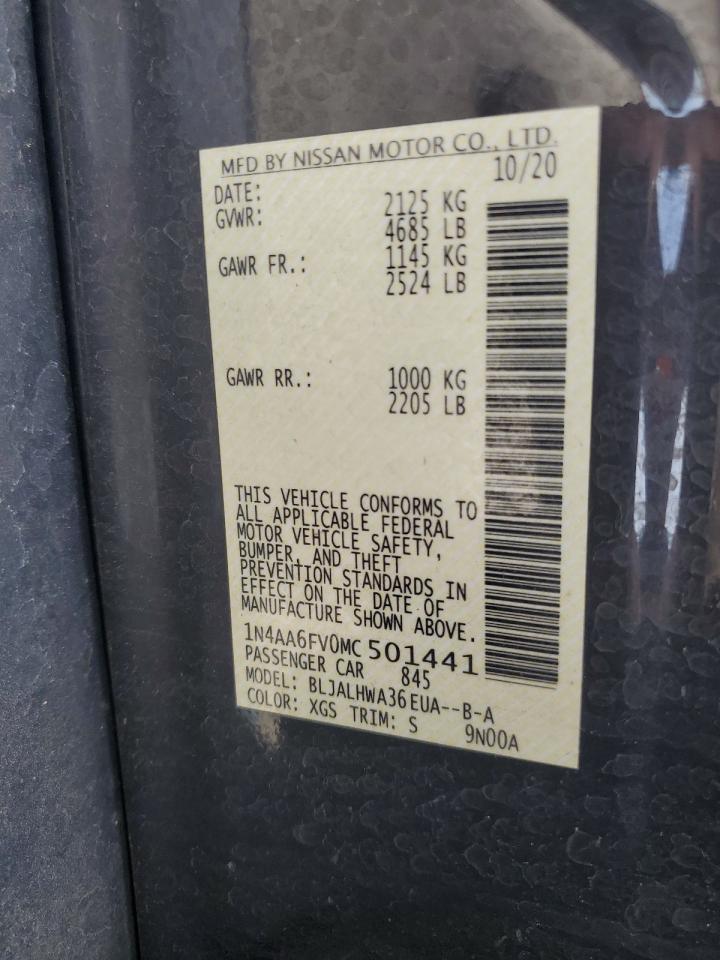 MFD BY NISSAN MOTOR CO., LTD.
DATE: 10/20
GVWR: 2125 KG
4685 LB
GAWR FR.: 1145 KG
2524 LB
GAWR RR.: 1000 KG
2205 LB
THIS VEHICLE CONFORMS TO
ALL APPLICABLE FEDERAL
MOTOR VEHICLE SAFETY,
BUMPER, AND THEFT
PREVENTION STANDARDS IN
EFFECT ON THE DATE OF
MANUFACTURE SHOWN ABOVE.
1N4AA6FV0MC501441
PASSENGER CAR 845
MODEL: BLJALHWA36EUA--B-A
COLOR: XGS TRIM: S 9N00A